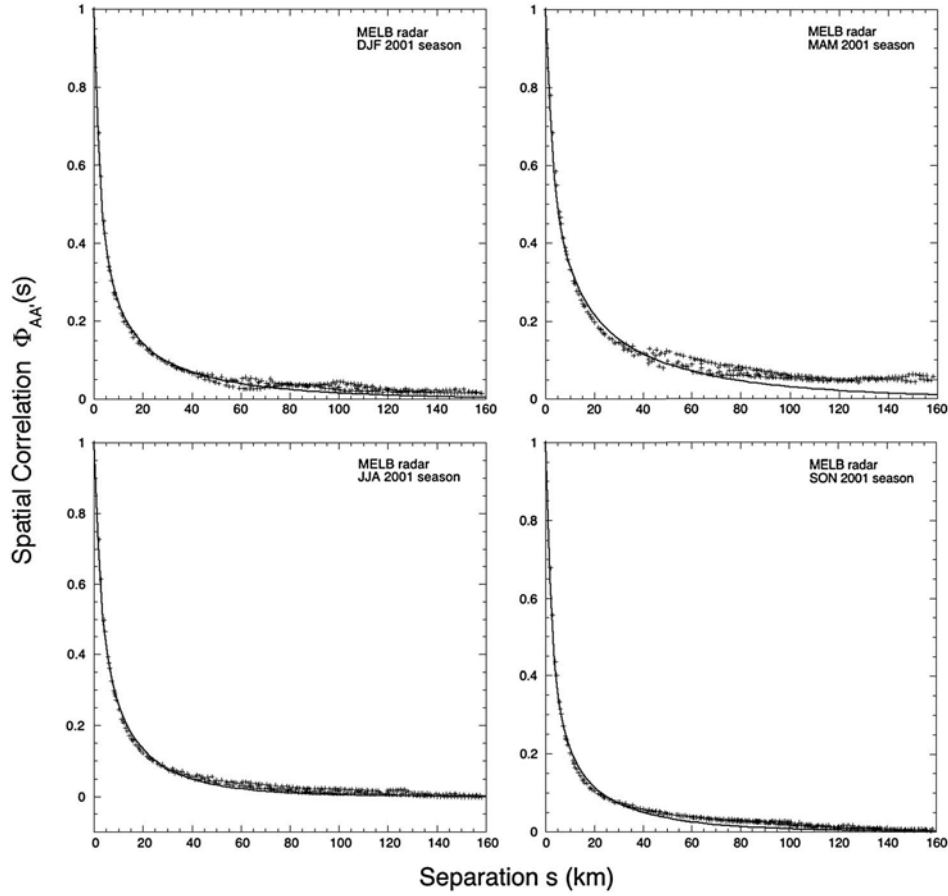 MELB radar
DJF 2001 season
1
0.8
0.6
0.4
0.2
0
0 20 40 60 80 100 120 140 160
MELB radar
MAM 2001 season
1
0.8
0.6
0.4
0.2
0
0 20 40 60 80 100 120 140 160
Spatial Correlation Φ_AA'(s)
MELB radar
JJA 2001 season
1
0.8
0.6
0.4
0.2
0
0 20 40 60 80 100 120 140 160
MELB radar
SON 2001 season
1
0.8
0.6
0.4
0.2
0
0 20 40 60 80 100 120 140 160
Separation s (km)